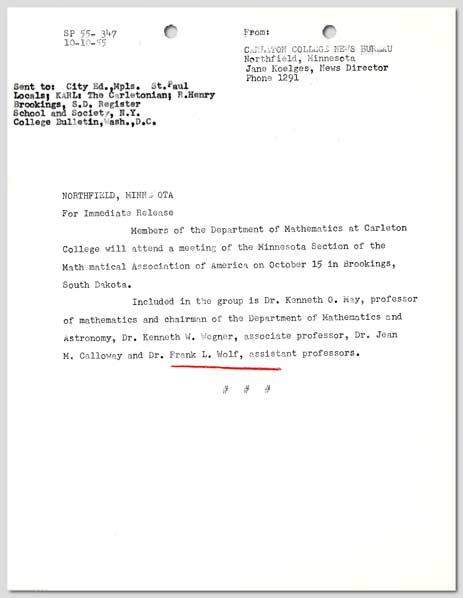 SP 55-347
10-10-55
From:
CARLETON COLLEGE NEWS BUREAU
Northfield, Minnesota
Jane Koelges, News Director
Phone 1291
Sent to: City Ed.,Mpls. St.Paul
Locals; KARL; The Carletonian; R.Henry
Brookings, S.D. Register
School and Society, N.Y.
College Bulletin,Wash.,D.C.
NORTHFIELD, MINNESOTA
For Immediate Release
Members of the Department of Mathematics at Carleton
College will attend a meeting of the Minnesota Section of the
Mathematical Association of America on October 15 in Brookings,
South Dakota.
Included in the group is Dr. Kenneth O. May, professor
of mathematics and chairman of the Department of Mathematics and
Astronomy, Dr. Kenneth W. Wegner, associate professor, Dr. Jean
M. Calloway and Dr. Frank L. Wolf, assistant professors.
# # #